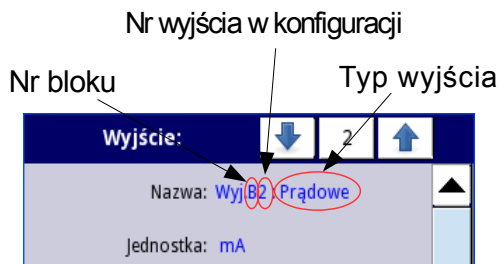 Nr wyjścia w konfiguracji
Nr bloku
Typ wyjścia
Wyjście: 2
Nazwa: Wyj.B2: Prądowe
Jednostka: mA